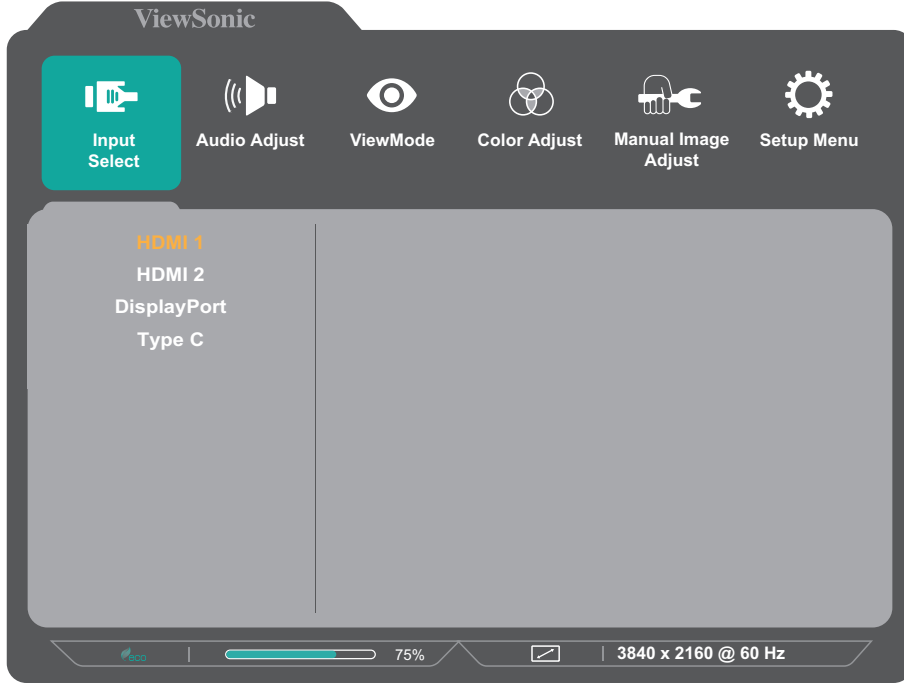 ViewSonic
Input
Select
Audio Adjust
ViewMode
Color Adjust
Manual Image
Adjust
Setup Menu
HDMI 1
HDMI 2
DisplayPort
Type C
eco
75%
3840 x 2160 @ 60 Hz